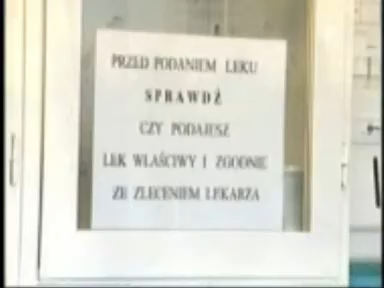 PRZED PODANIEM LEKU
SPRAWDŹ
CZY PODAJESZ
LEK WŁAŚCIWY I ZGODNIE
ZE ZLECENIEM LEKARZA